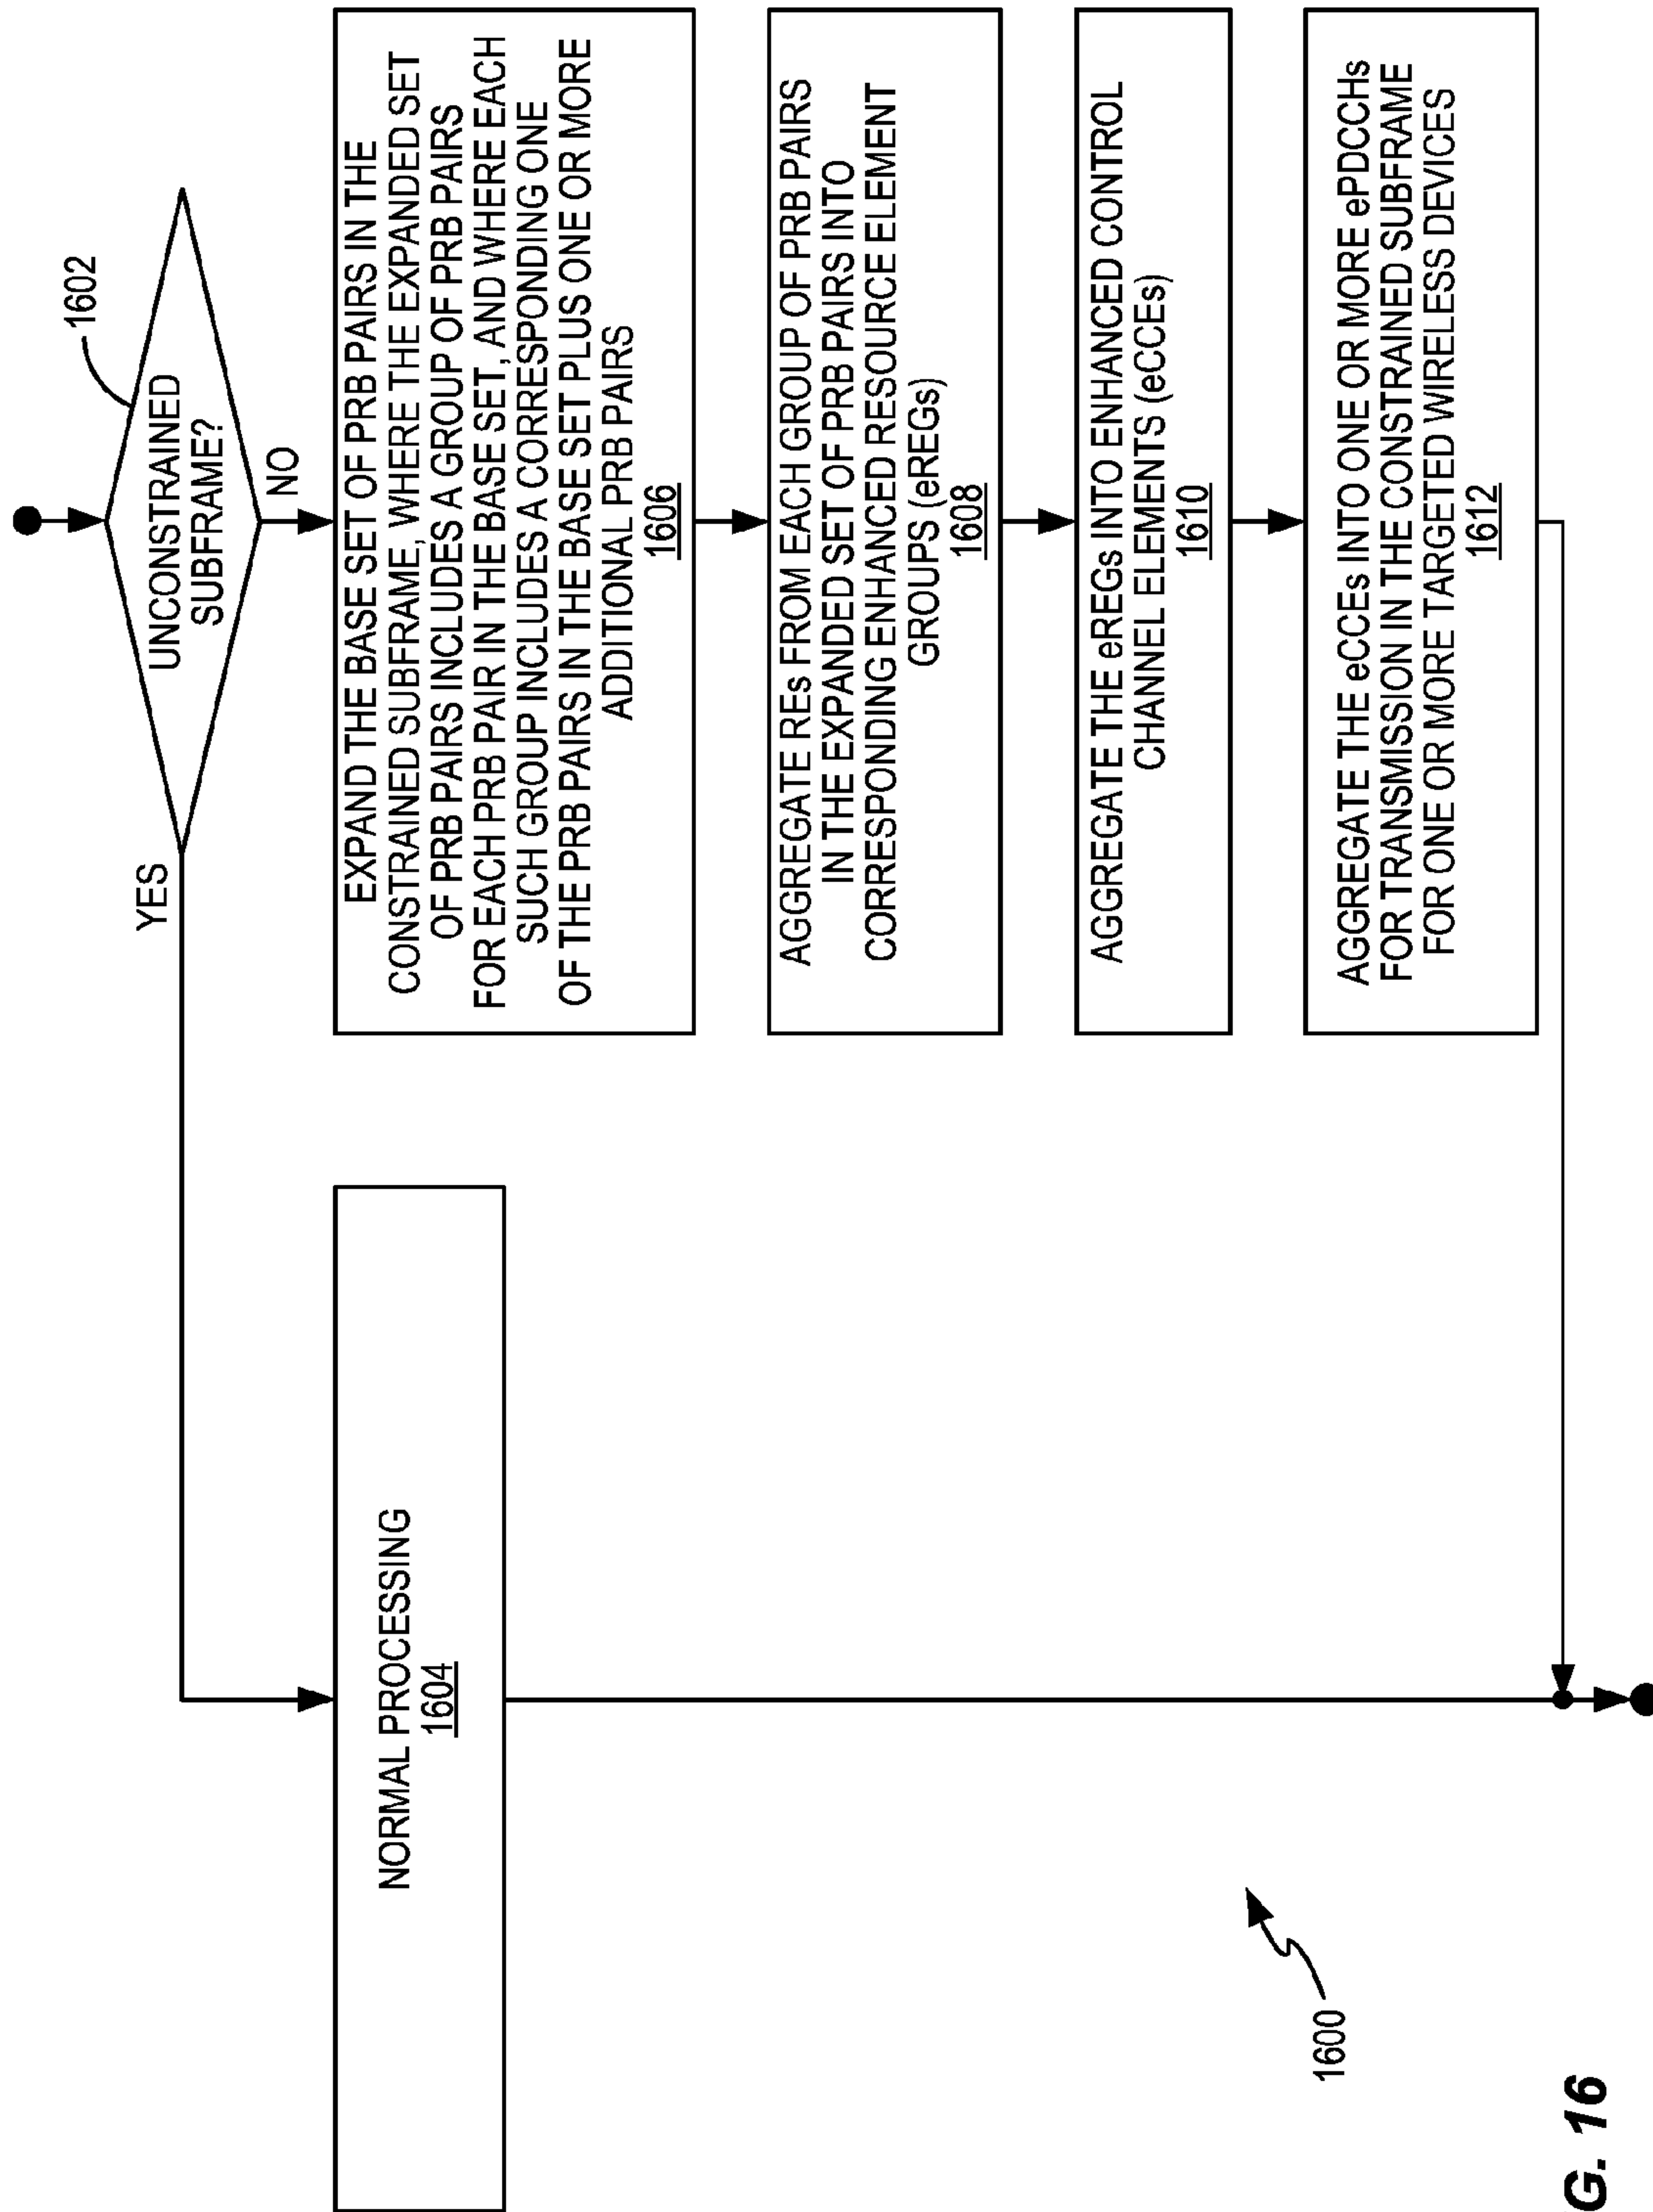 1602
UNCONSTRAINED
SUBFRAME?
YES
NO
NORMAL PROCESSING
1604
EXPAND THE BASE SET OF PRB PAIRS IN THE
CONSTRAINED SUBFRAME, WHERE THE EXPANDED SET
OF PRB PAIRS INCLUDES A GROUP OF PRB PAIRS
FOR EACH PRB PAIR IN THE BASE SET, AND WHERE EACH
SUCH GROUP INCLUDES A CORRESPONDING ONE
OF THE PRB PAIRS IN THE BASE SET PLUS ONE OR MORE
ADDITIONAL PRB PAIRS
1606
AGGREGATE REs FROM EACH GROUP OF PRB PAIRS
IN THE EXPANDED SET OF PRB PAIRS INTO
CORRESPONDING ENHANCED RESOURCE ELEMENT
GROUPS (eREGs)
1608
AGGREGATE THE eREGs INTO ENHANCED CONTROL
CHANNEL ELEMENTS (eCCEs)
1610
AGGREGATE THE eCCEs INTO ONE OR MORE ePDCCHs
FOR TRANSMISSION IN THE CONSTRAINED SUBFRAME
FOR ONE OR MORE TARGETED WIRELESS DEVICES
1612
1600
G. 16